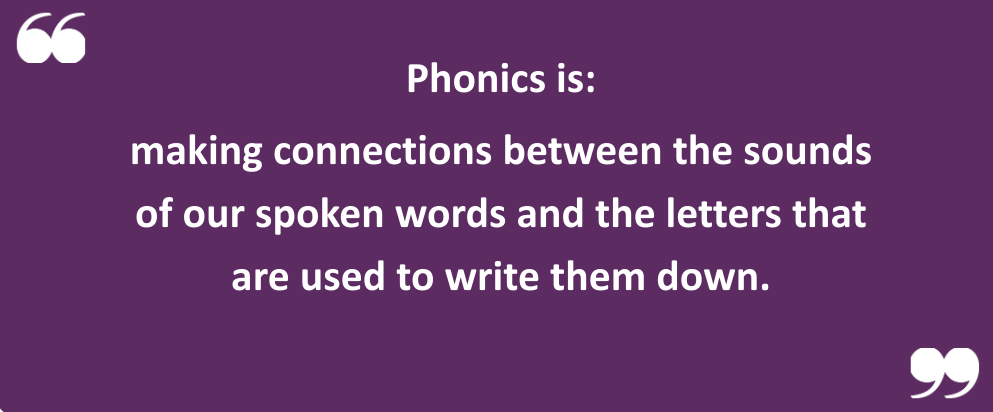 Phonics is:
making connections between the sounds
of our spoken words and the letters that
are used to write them down.